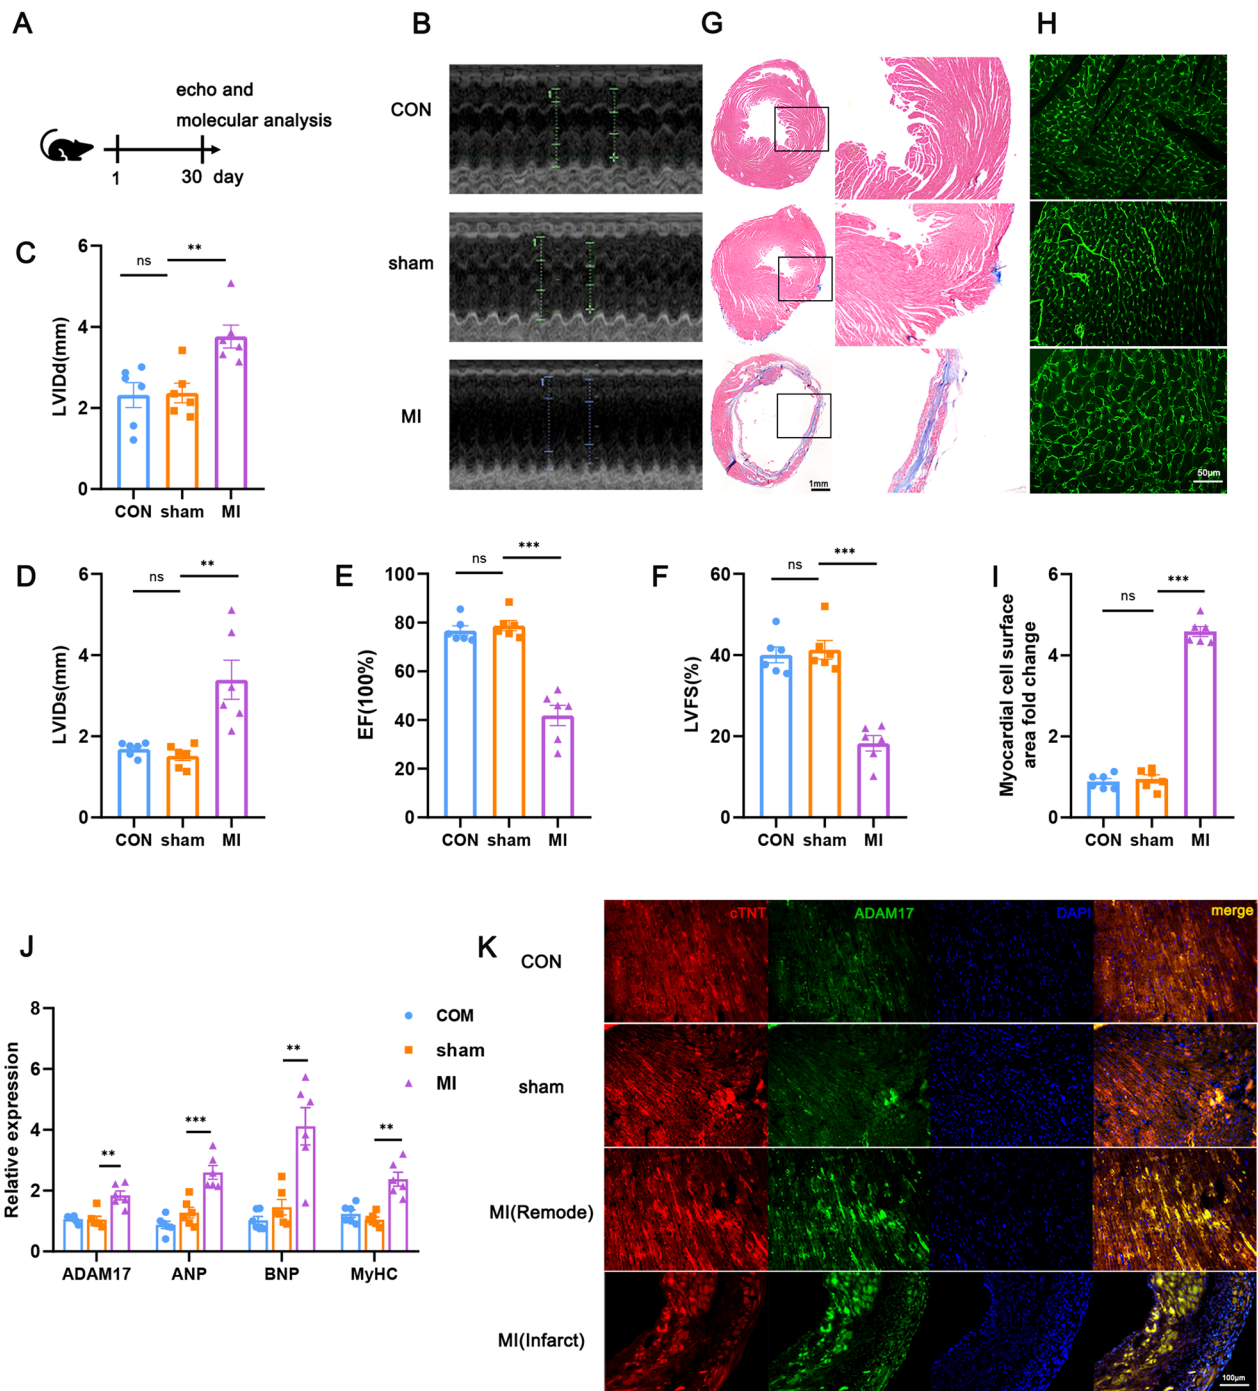 A
echo and
molecular analysis
1
30
day
B
CON
sham
MI
G
1mm
H
50μm
C
LVIDd(mm)
6
4
2
0
ns
**
CON
sham
MI
D
LVIDs(mm)
6
4
2
0
ns
**
CON
sham
MI
E
EF(100%)
100
80
60
40
20
0
ns
***
CON
sham
MI
F
LVFS(%)
60
40
20
0
ns
***
CON
sham
MI
I
Myocardial cell surface
area fold change
6
4
2
0
ns
***
CON
sham
MI
J
Relative expression
8
6
4
2
0
**
***
**
**
COM
sham
MI
ADAM17
ANP
BNP
MyHC
K
cTNT
ADAM17
DAPI
merge
CON
sham
MI(Remode)
MI(Infarct)
100μm